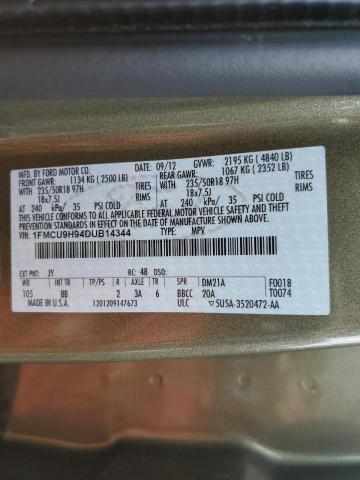 MFD. BY FORD MOTOR CO. 09/12 GVWR: 2195 KG ( 4840 LB)
FRONT GAWR: 1134 KG ( 2500 LB) REAR GAWR: 1067 KG ( 2352 LB)
WITH 235/50R18 97H TIRES WITH 235/50R18 97H TIRES
18x7.5J RIMS 18x7.5J RIMS
AT 240 kPa/ 35 PSI COLD AT 240 kPa/ 35 PSI COLD
THIS VEHICLE CONFORMS TO ALL APPLICABLE FEDERAL MOTOR VEHICLE SAFETY AND BUMPER STANDARDS IN EFFECT ON THE DATE OF
MANUFACTURE SHOWN ABOVE.
VIN: 1FMCU9H94DUB14344 TYPE: MPV
EXT PNT: JY RC: 48 DSO:
WB INT TR TP/PS R AXLE TR SPR DM21A F0018
105 8B 2 3A 6 BBCC 20A T0074
MADE IN U.S.A. 1201209147673 ULC 5U5A-3520472-AA